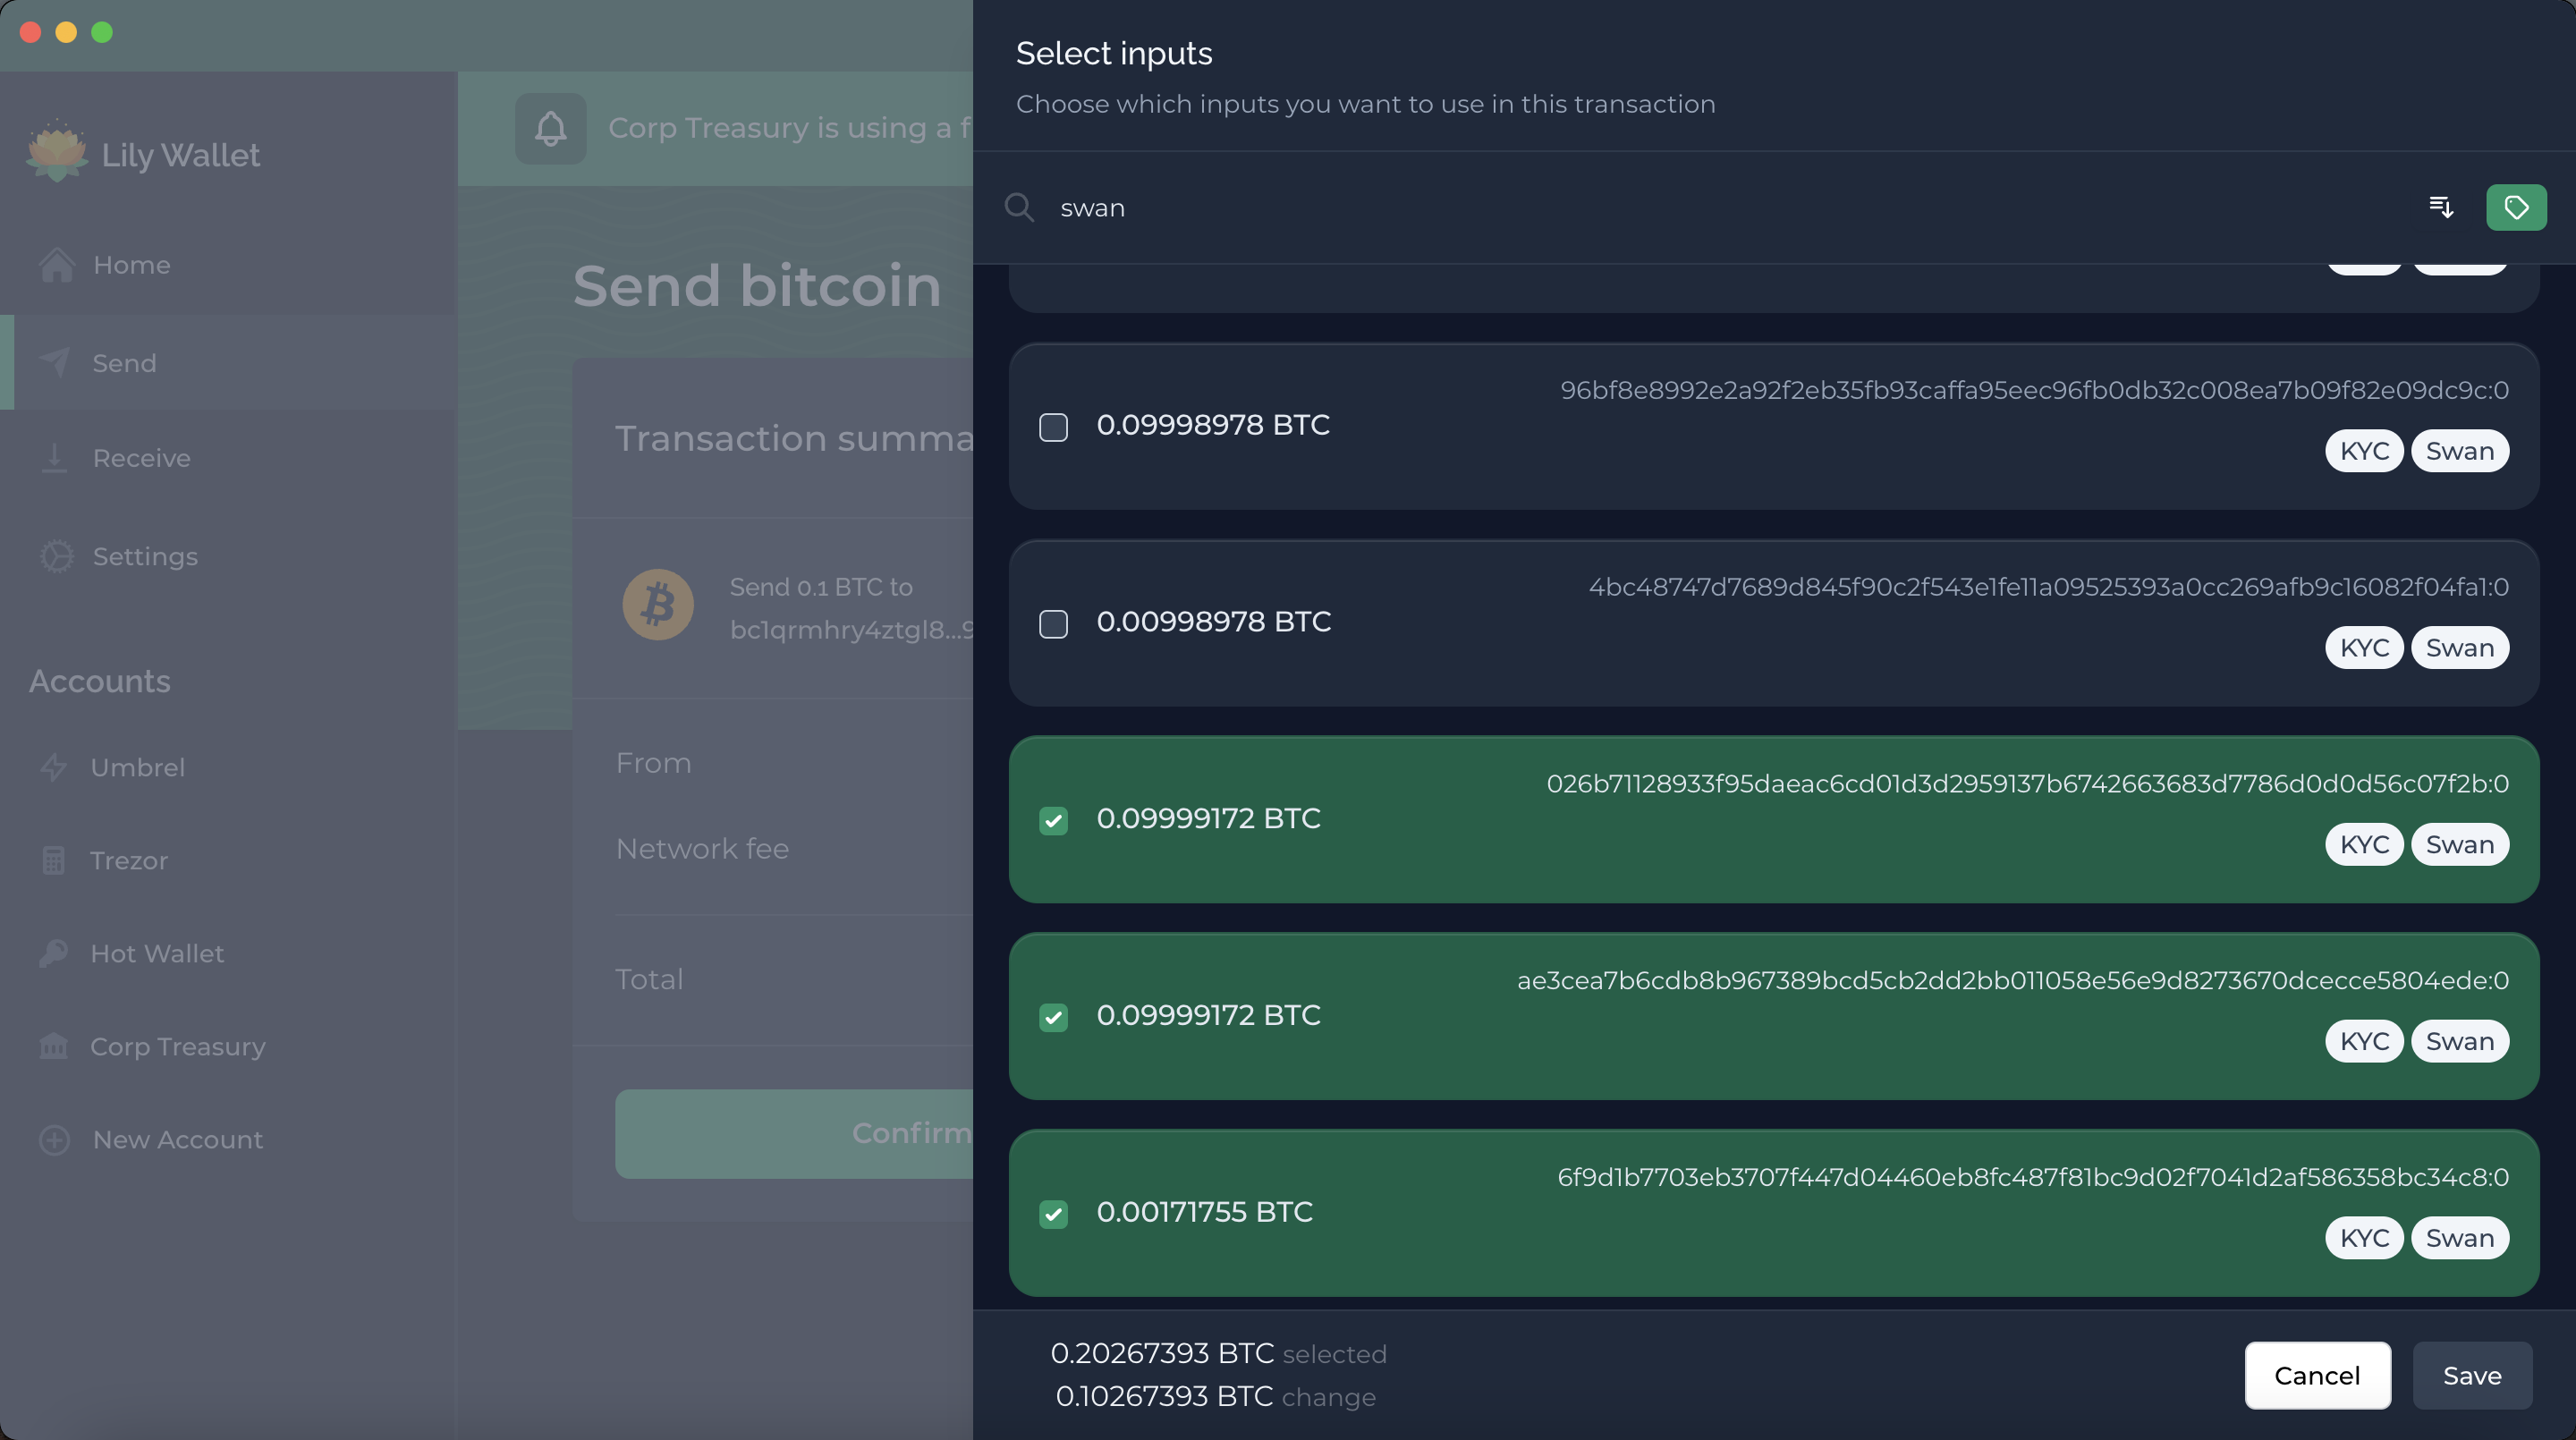 Lily Wallet
Home
Send
Receive
Settings
Accounts
Umbrel
Trezor
Hot Wallet
Corp Treasury
New Account
Corp Treasury is using a f
Send bitcoin
Transaction summa
Send 0.1 BTC to
bc1qrmhry4ztgl8...9
From
Network fee
Total
Confirm
Select inputs
Choose which inputs you want to use in this transaction
swan
96bf8e8992e2a92f2eb35fb93caffa95eec96fb0db32c008ea7b09f82e09dc9c:0
0.09998978 BTC
KYC Swan
4bc48747d7689d845f90c2f543e1fe11a09525393a0cc269afb9c16082f04fa1:0
0.00998978 BTC
KYC Swan
026b71128933f95daeac6cd01d3d2959137b6742663683d7786d0d0d56c07f2b:0
0.09999172 BTC
KYC Swan
ae3cea7b6cdb8b967389bcd5cb2dd2bb011058e56e9d8273670dcecce5804ede:0
0.09999172 BTC
KYC Swan
6f9d1b7703eb3707f447d04460eb8fc487f81bc9d02f7041d2af586358bc34c8:0
0.00171755 BTC
KYC Swan
0.20267393 BTC selected
0.10267393 BTC change
Cancel
Save